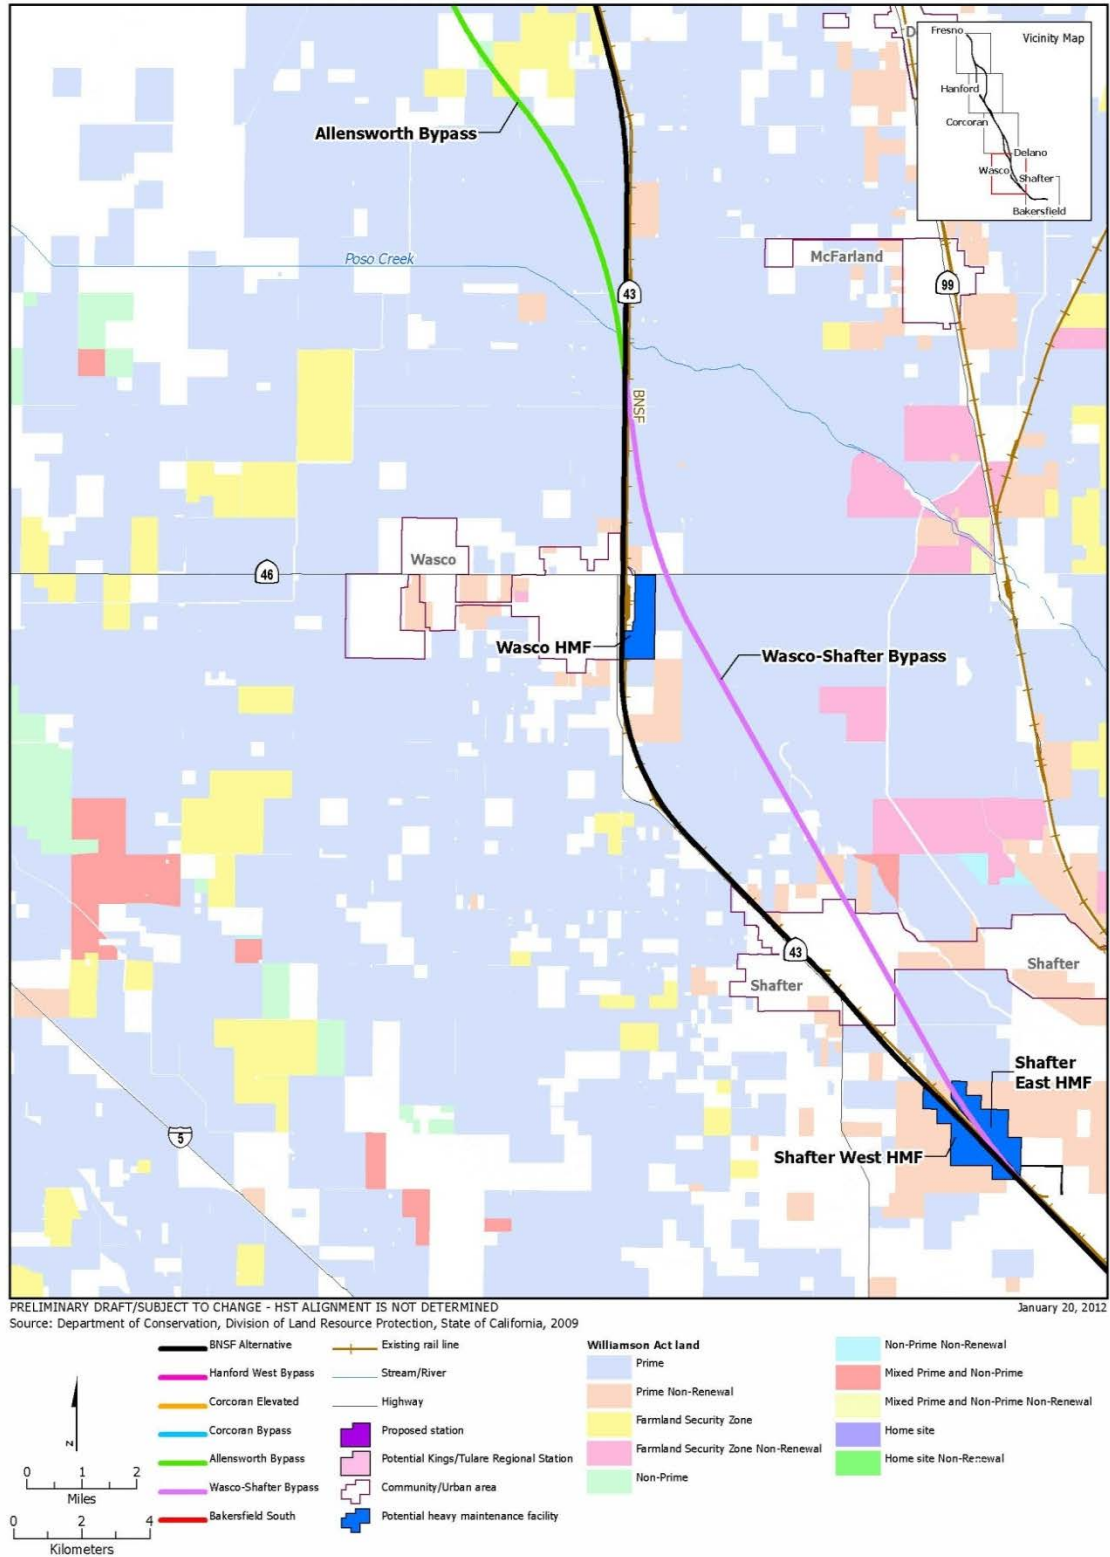 Allensworth Bypass
Fresno
Vicinity Map
Hanford
Corcoran
Delano
Wasco
Shafter
Bakersfield
Poso Creek
McFarland
43
99
BNSF
Wasco
46
Wasco HMF
Wasco-Shafter Bypass
43
Shafter
Shafter
Shafter
East HMF
5
Shafter West HMF
PRELIMINARY DRAFT/SUBJECT TO CHANGE - HST ALIGNMENT IS NOT DETERMINED
January 20, 2012
Source: Department of Conservation, Division of Land Resource Protection, State of California, 2009
BNSF Alternative
Hanford West Bypass
Corcoran Elevated
Corcoran Bypass
Allensworth Bypass
Wasco-Shafter Bypass
Bakersfield South
Existing rail line
Stream/River
Highway
Proposed station
Potential Kings/Tulare Regional Station
Community/Urban area
Potential heavy maintenance facility
Williamson Act land
Prime
Prime Non-Renewal
Farmland Security Zone
Farmland Security Zone Non-Renewal
Non-Prime
Non-Prime Non-Renewal
Mixed Prime and Non-Prime
Mixed Prime and Non-Prime Non-Renewal
Home site
Home site Non-Renewal
N
0 1 2
Miles
0 2 4
Kilometers